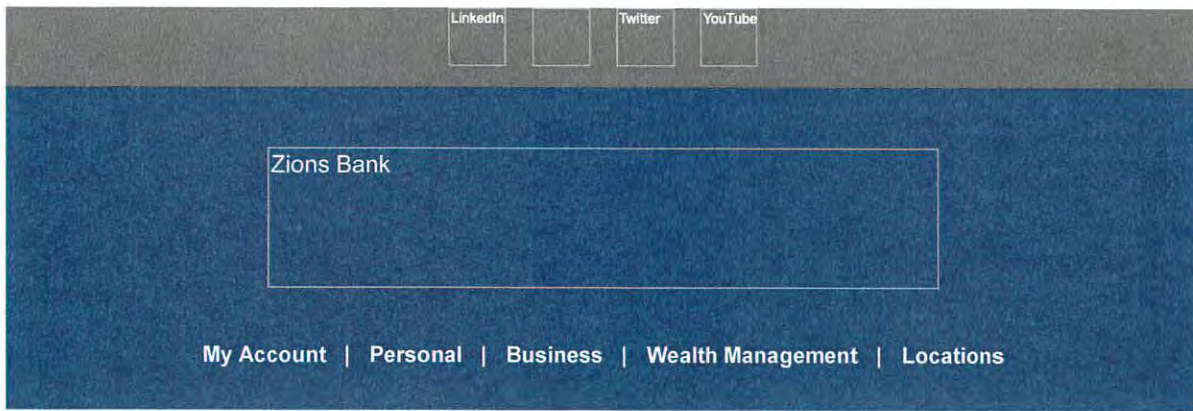 LinkedIn Twitter YouTube
Zions Bank
My Account | Personal | Business | Wealth Management | Locations